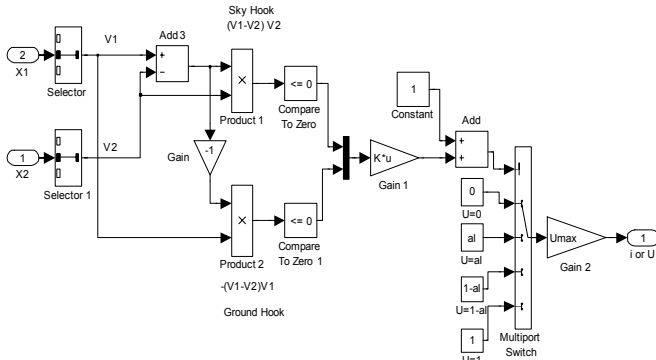 Sky Hook
(V1-V2) V2
Add 3
V1
2
X1
Selector
+
−
×
Product 1
<= 0
Compare
To Zero
1
Constant
Add
+
+
V2
1
X2
Selector 1
Gain
-1
K*u
Gain 1
0
U=0
al
U=al
1-al
U=1-al
1
U=1
Multiport
Switch
Umax
Gain 2
1
i or U
×
Product 2
<= 0
Compare
To Zero 1
-(V1-V2)V1
Ground Hook